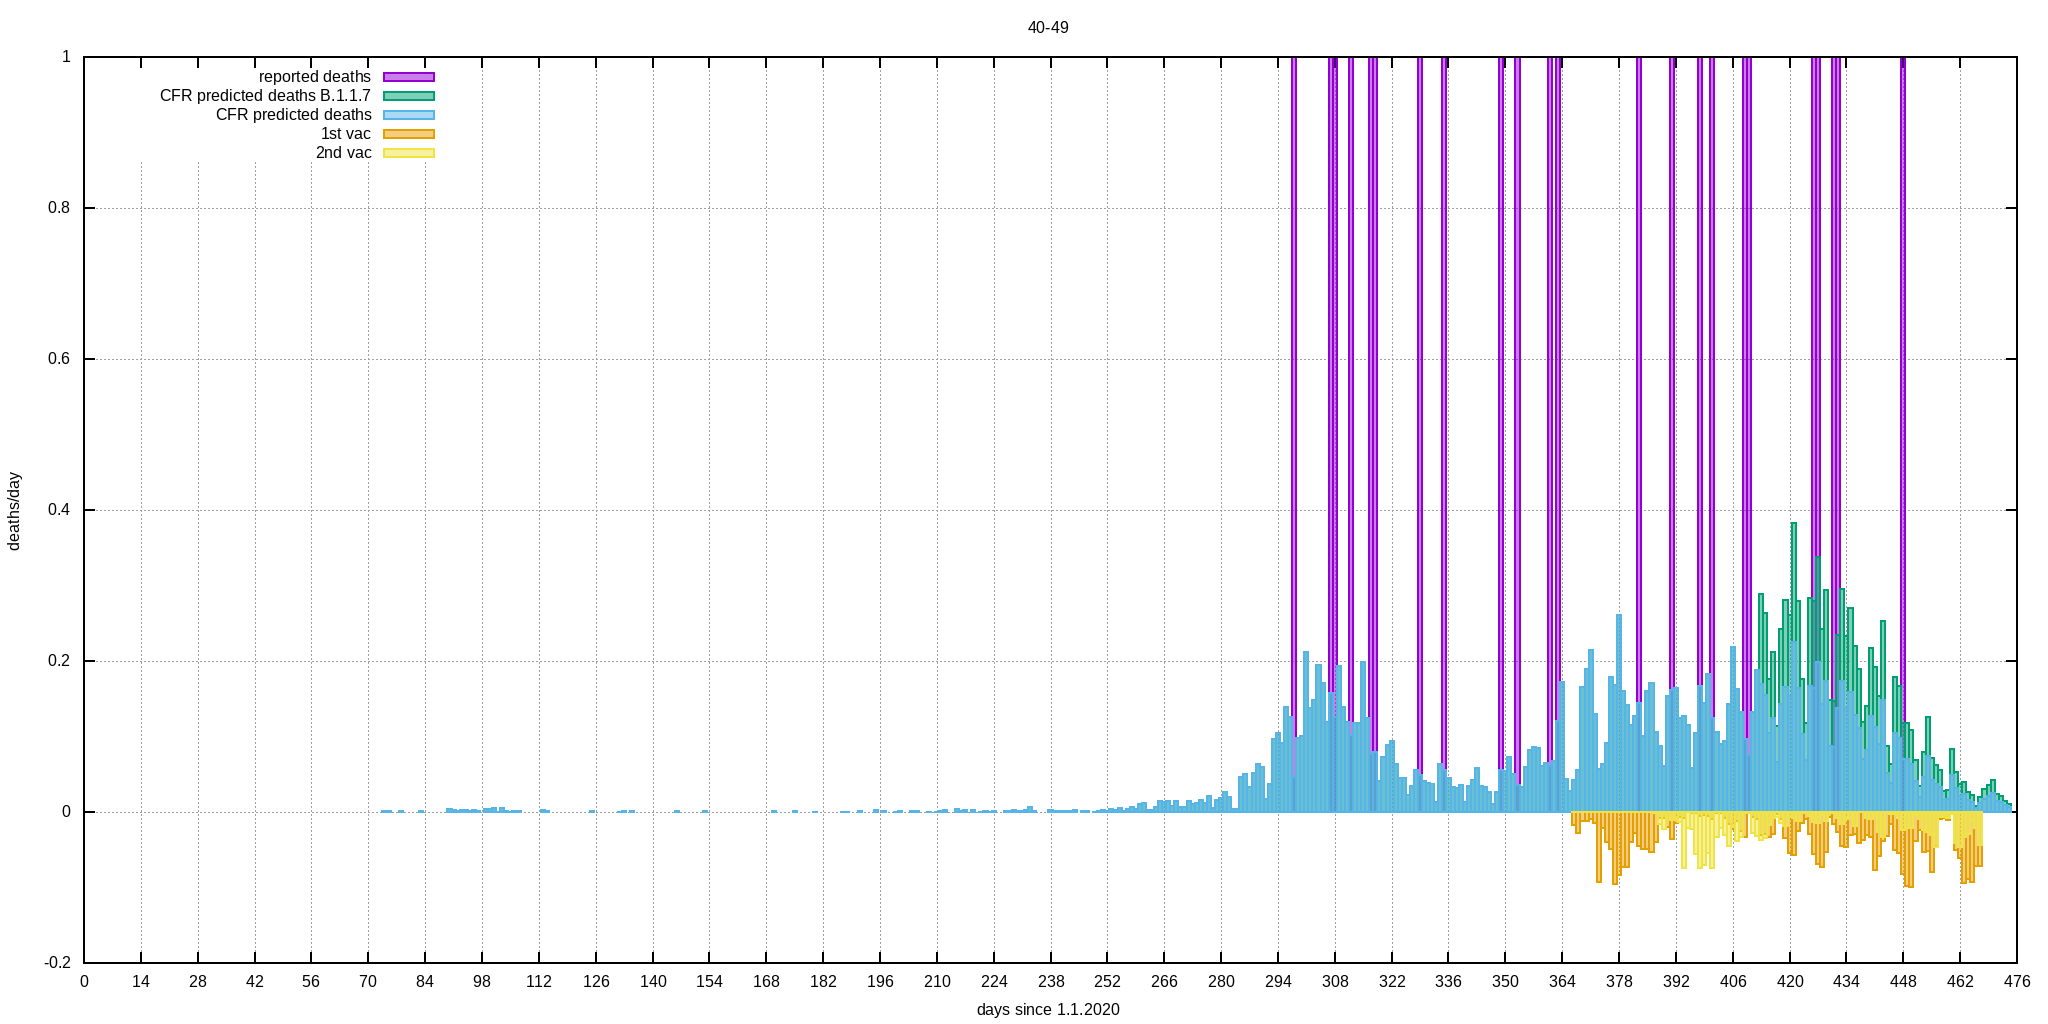 40-49
1
reported deaths
CFR predicted deaths B.1.1.7
CFR predicted deaths
1st vac
2nd vac
0.8
0.6
deaths/day
0.4
0.2
0
-0.2
0 14 28 42 56 70 84 98 112 126 140 154 168 182 196 210 224 238 252 266 280 294 308 322 336 350 364 378 392 406 420 434 448 462 476
days since 1.1.2020